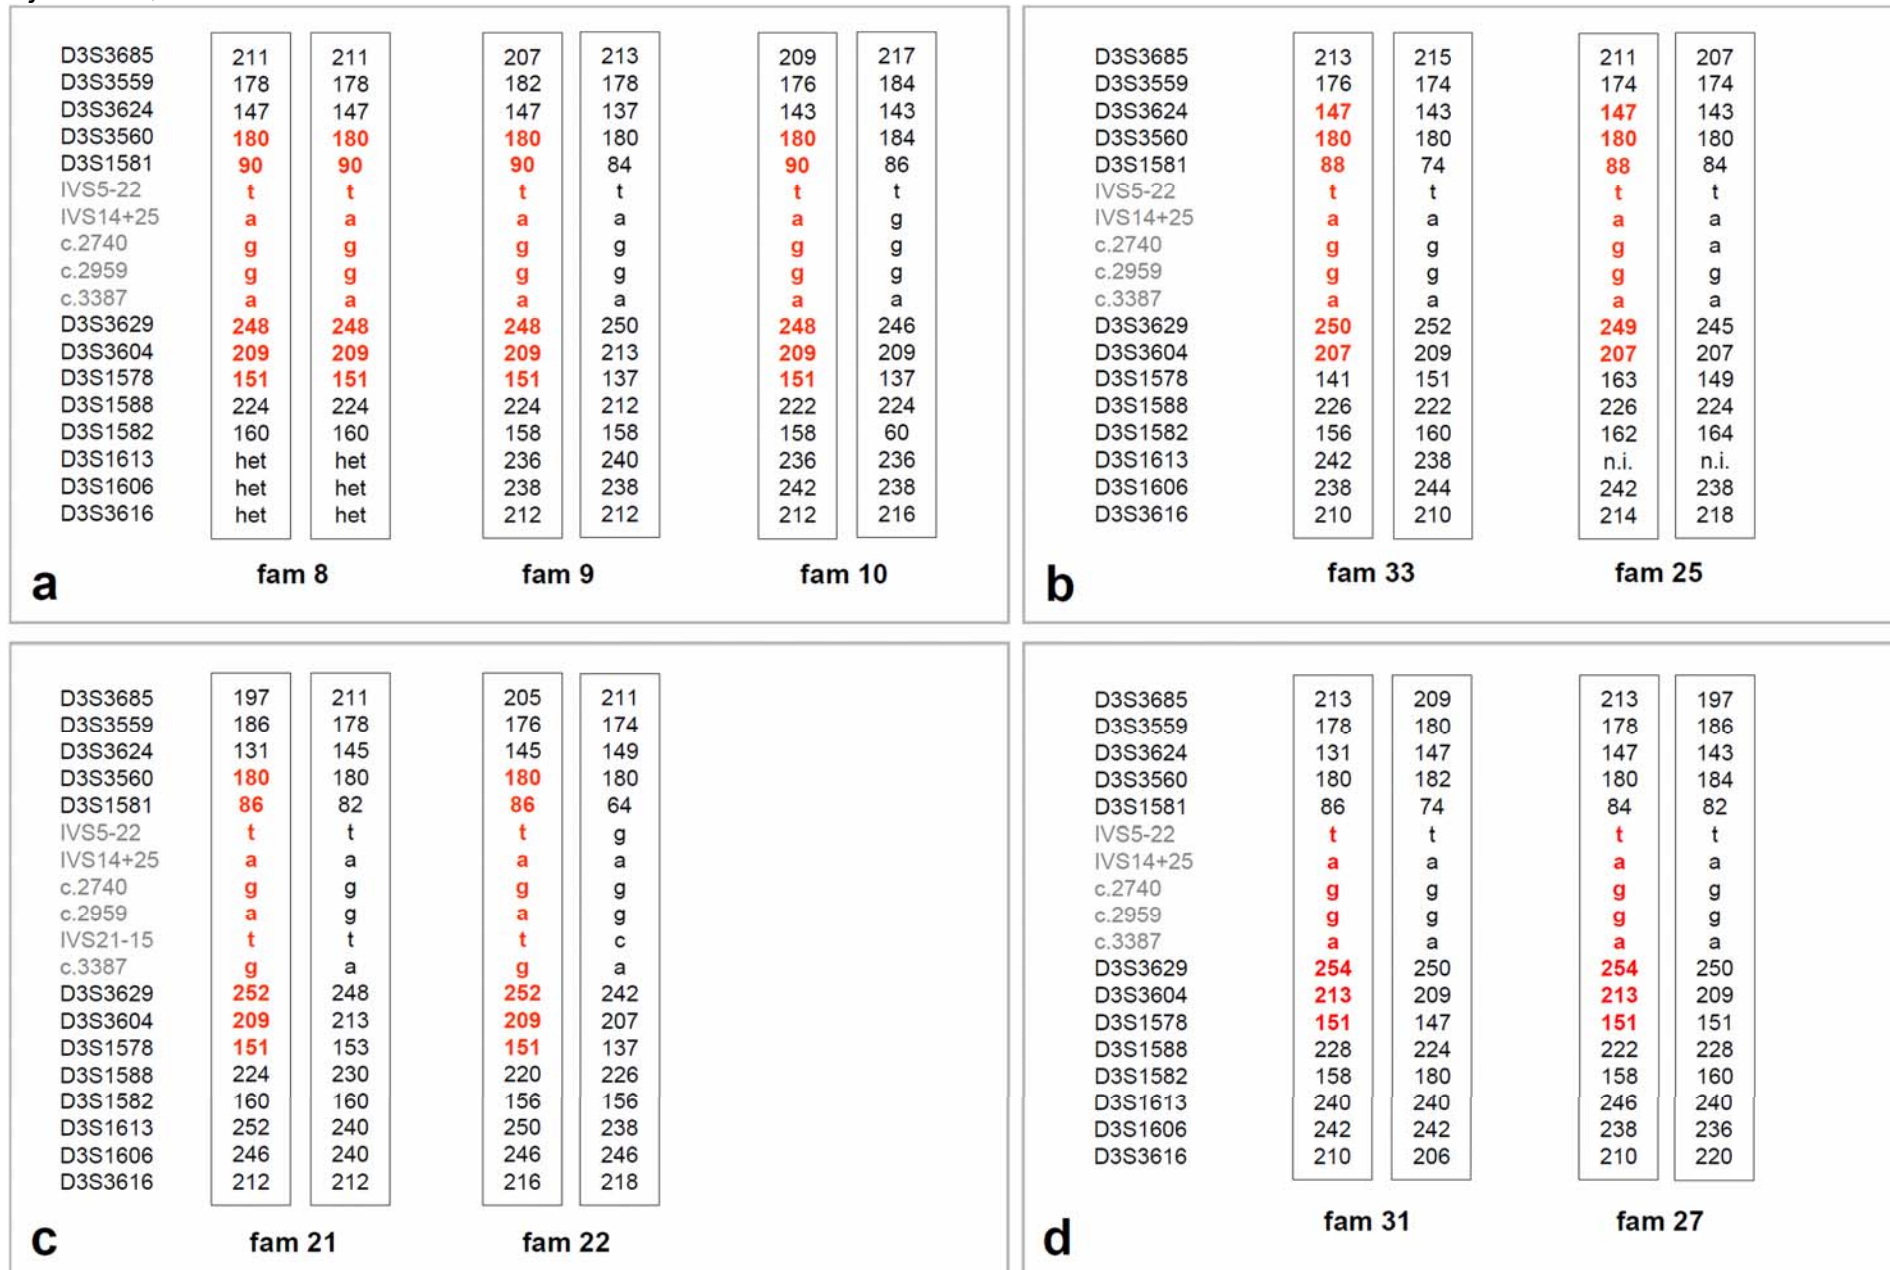 D3S3685 211 211 207 213 209 217
D3S3559 178 178 182 178 176 184
D3S3624 147 147 147 137 143 143
D3S3560 180 180 180 180 180 184
D3S1581 90 90 90 84 90 86
IVS5-22 t t t t t t
IVS14+25 a a a a a g
c.2740 g g g g g g
c.2959 g g g g g g
c.3387 a a a a a a
D3S3629 248 248 248 250 248 246
D3S3604 209 209 209 213 209 209
D3S1578 151 151 151 137 151 137
D3S1588 224 224 224 212 222 224
D3S1582 160 160 158 158 158 60
D3S1613 het het 236 240 236 236
D3S1606 het het 238 238 242 238
D3S3616 het het 212 212 212 216
a fam 8 fam 9 fam 10
D3S3685 213 215 211 207
D3S3559 176 174 174 174
D3S3624 147 143 147 143
D3S3560 180 180 180 180
D3S1581 88 74 88 84
IVS5-22 t t t t
IVS14+25 a a a a
c.2740 g g g a
c.2959 g g g g
c.3387 a a a a
D3S3629 250 252 249 245
D3S3604 207 209 207 207
D3S1578 141 151 163 149
D3S1588 226 222 226 224
D3S1582 156 160 162 164
D3S1613 242 238 n.i. n.i.
D3S1606 238 244 242 238
D3S3616 210 210 214 218
b fam 33 fam 25
D3S3685 197 211 205 211
D3S3559 186 178 176 174
D3S3624 131 145 145 149
D3S3560 180 180 180 180
D3S1581 86 82 86 64
IVS5-22 t t t g
IVS14+25 a a a a
c.2740 g g g g
c.2959 a g a g
IVS21-15 t t t c
c.3387 g a g a
D3S3629 252 248 252 242
D3S3604 209 213 209 207
D3S1578 151 153 151 137
D3S1588 224 230 220 226
D3S1582 160 160 156 156
D3S1613 252 240 250 238
D3S1606 246 240 246 246
D3S3616 212 212 216 218
c fam 21 fam 22
D3S3685 213 209 213 197
D3S3559 178 180 178 186
D3S3624 131 147 147 143
D3S3560 180 182 180 184
D3S1581 86 74 84 82
IVS5-22 t t t t
IVS14+25 a a a a
c.2740 g g g g
c.2959 g g g g
c.3387 a a a a
D3S3629 254 250 254 250
D3S3604 213 209 213 209
D3S1578 151 147 151 151
D3S1588 228 224 222 228
D3S1582 158 180 158 160
D3S1613 240 240 246 240
D3S1606 242 242 238 236
D3S3616 210 206 210 220
d fam 31 fam 27